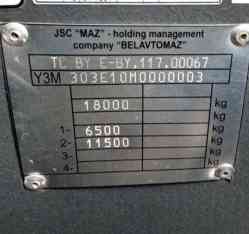 JSC "MAZ" - holding management
company "BELAVTOMAZ"
TC BY E-BY.117.00067
Y3M 303E10M0000003
18000 kg
kg
1- 6500 kg
2- 11500 kg
3- kg
4- kg